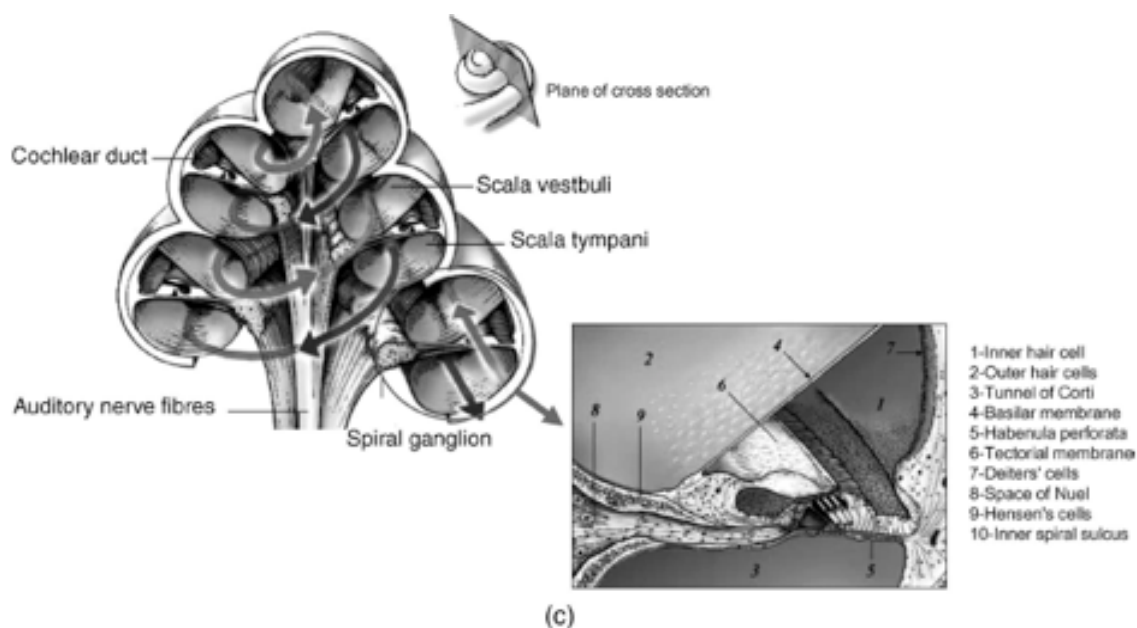 Plane of cross section
Cochlear duct
Scala vestbuli
Scala tympani
Auditory nerve fibres
Spiral ganglion
2
4
7
6
1
8
9
3
5
1-Inner hair cell
2-Outer hair cells
3-Tunnel of Corti
4-Basilar membrane
5-Habenula perforata
6-Tectorial membrane
7-Deiters' cells
8-Space of Nuel
9-Hensen's cells
10-Inner spiral sulcus
(c)